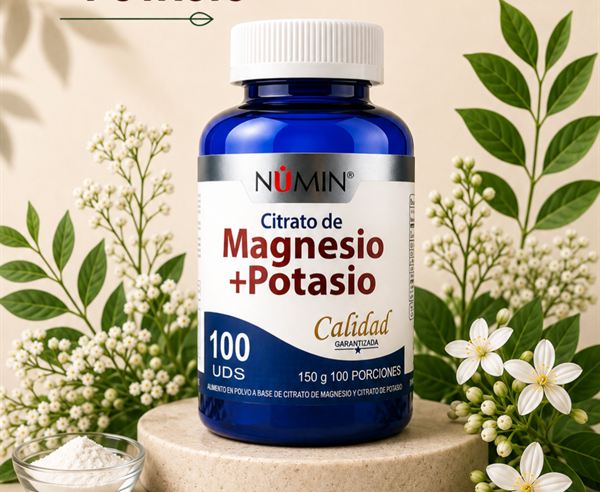 NUMIN®
Citrato de
Magnesio
+Potasio
Calidad
GARANTIZADA
100
UDS
150 g 100 PORCIONES
ALIMENTO EN POLVO A BASE DE CITRATO DE MAGNESIO Y CITRATO DE POTASIO